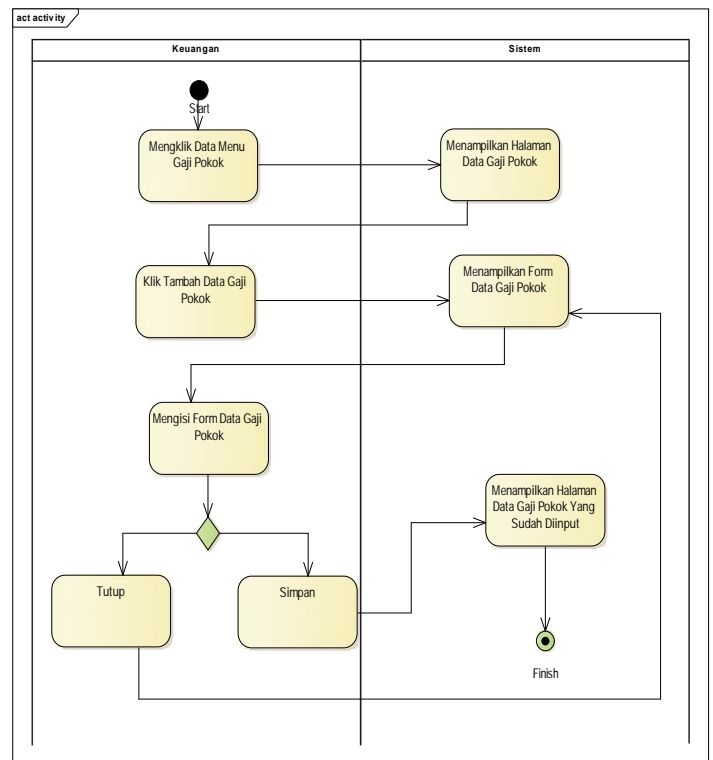 act activity
Keuangan
Sistem
Start
Mengklik Data Menu
Gaji Pokok
Menampilkan Halaman
Data Gaji Pokok
Klik Tambah Data Gaji
Pokok
Menampilkan Form
Data Gaji Pokok
Mengisi Form Data Gaji
Pokok
Menampilkan Halaman
Data Gaji Pokok Yang
Sudah Diinput
Tutup
Simpan
Finish